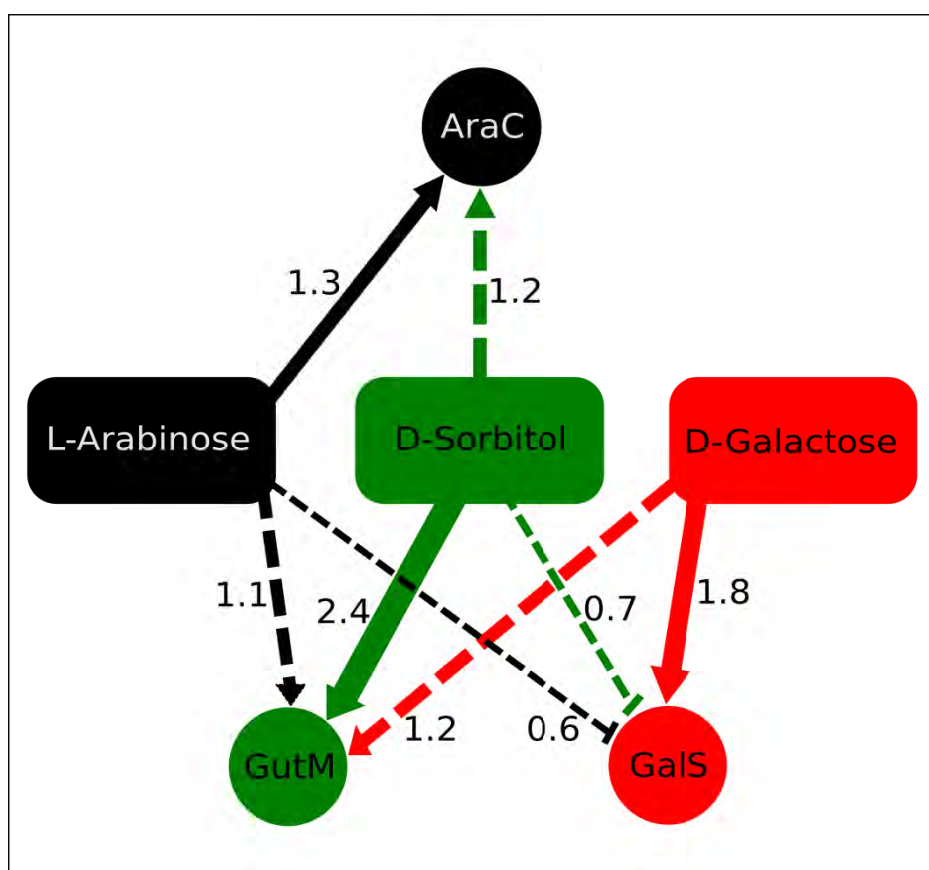 AraC
1.3
1.2
L-Arabinose
D-Sorbitol
D-Galactose
1.1
2.4
0.7
1.8
1.2
0.6
GutM
GalS